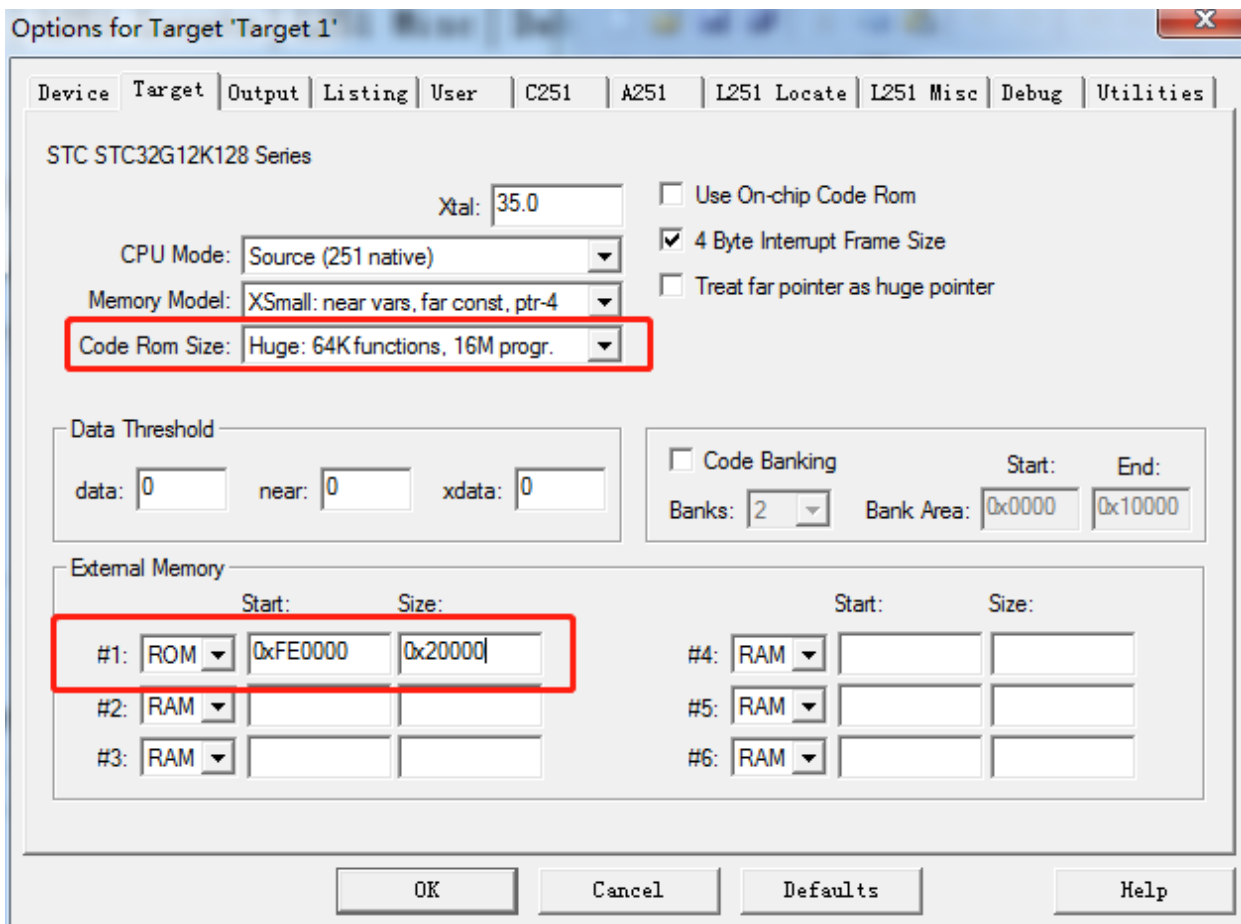 Options for Target 'Target 1'
Device Target Output Listing User C251 A251 L251 Locate L251 Misc Debug Utilities
STC STC32G12K128 Series
Xtal: 35.0
Use On-chip Code Rom
CPU Mode: Source (251 native)
4 Byte Interrupt Frame Size
Memory Model: XSmall: near vars, far const, ptr-4
Treat far pointer as huge pointer
Code Rom Size: Huge: 64K functions, 16M progr.
Data Threshold
data: 0 near: 0 xdata: 0
Code Banking Start: End:
Banks: 2 Bank Area: 0x0000 0x10000
External Memory
Start: Size: Start: Size:
#1: ROM 0xFE0000 0x20000 #4: RAM
#2: RAM #5: RAM
#3: RAM #6: RAM
OK Cancel Defaults Help